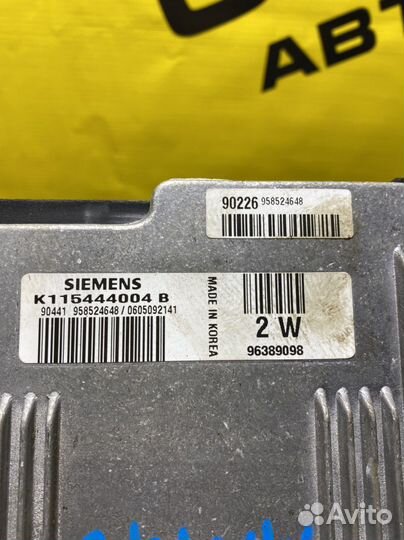 АВТ
90226 958524648
SIEMENS
K115444004 B
90441 958524648 / 0605092141
MADE IN KOREA
2 W
96389098
Avito